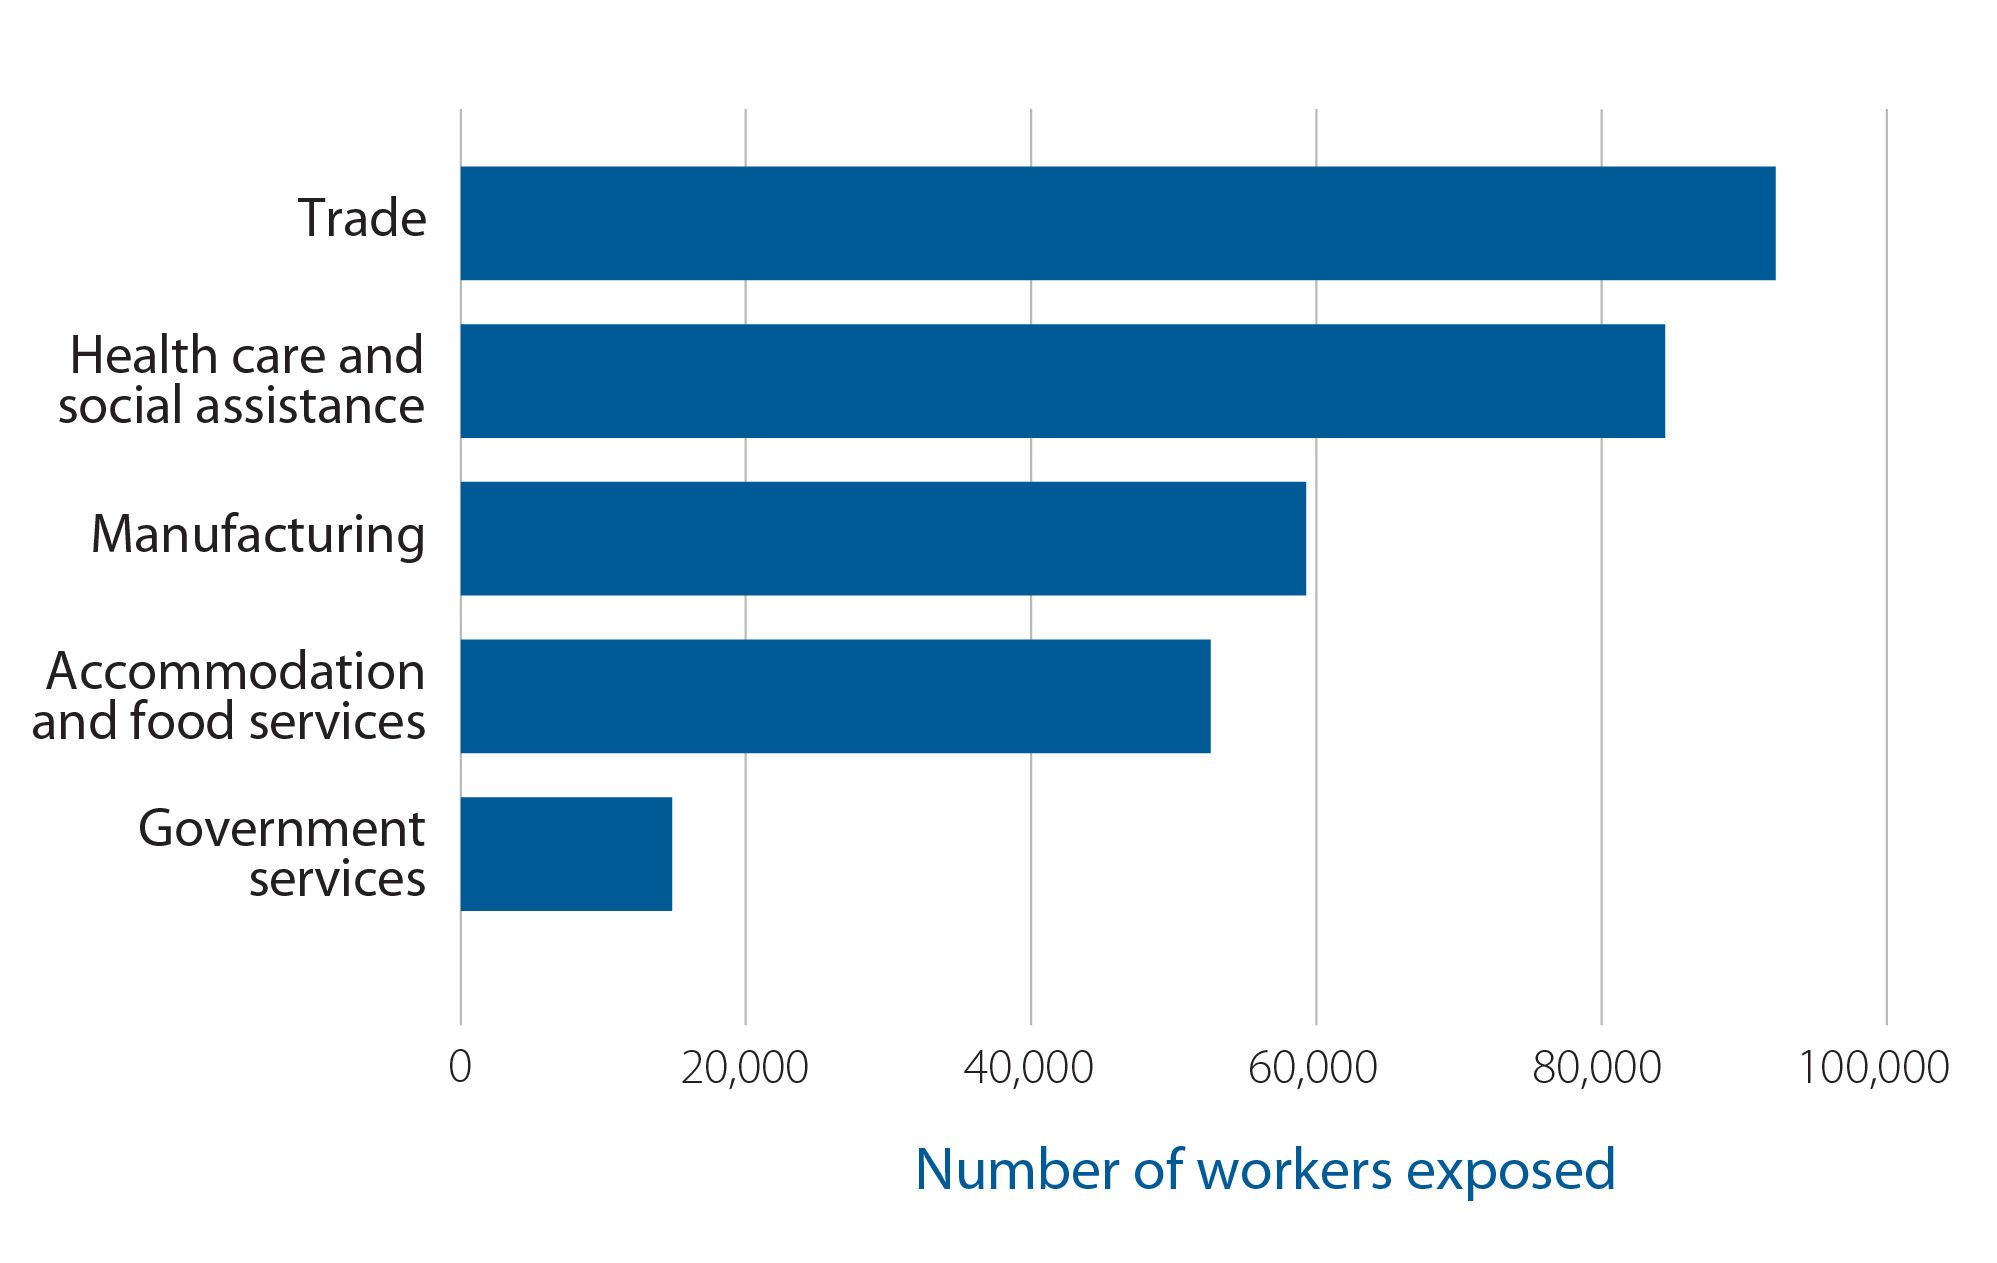 Trade
Health care and
social assistance
Manufacturing
Accommodation
and food services
Government
services
0
20,000
40,000
60,000
80,000
100,000
Number of workers exposed